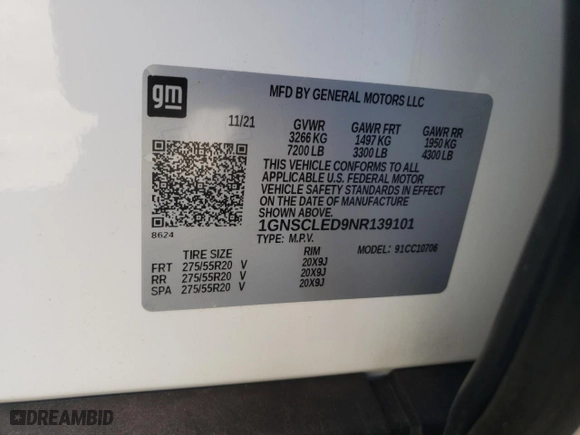 gm
MFD BY GENERAL MOTORS LLC
11/21 GVWR GAWR FRT GAWR RR
3266 KG 1497 KG 1950 KG
7200 LB 3300 LB 4300 LB
THIS VEHICLE CONFORMS TO ALL
APPLICABLE U.S. FEDERAL MOTOR
VEHICLE SAFETY STANDARDS IN EFFECT
ON THE DATE OF MANUFACTURE
SHOWN ABOVE.
1GNSCLED9NR139101
8624
TYPE: M.P.V. MODEL: 91CC10706
TIRE SIZE RIM
FRT 275/55R20 V 20X9J
RR 275/55R20 V 20X9J
SPA 275/55R20 V 20X9J
DREAMBID